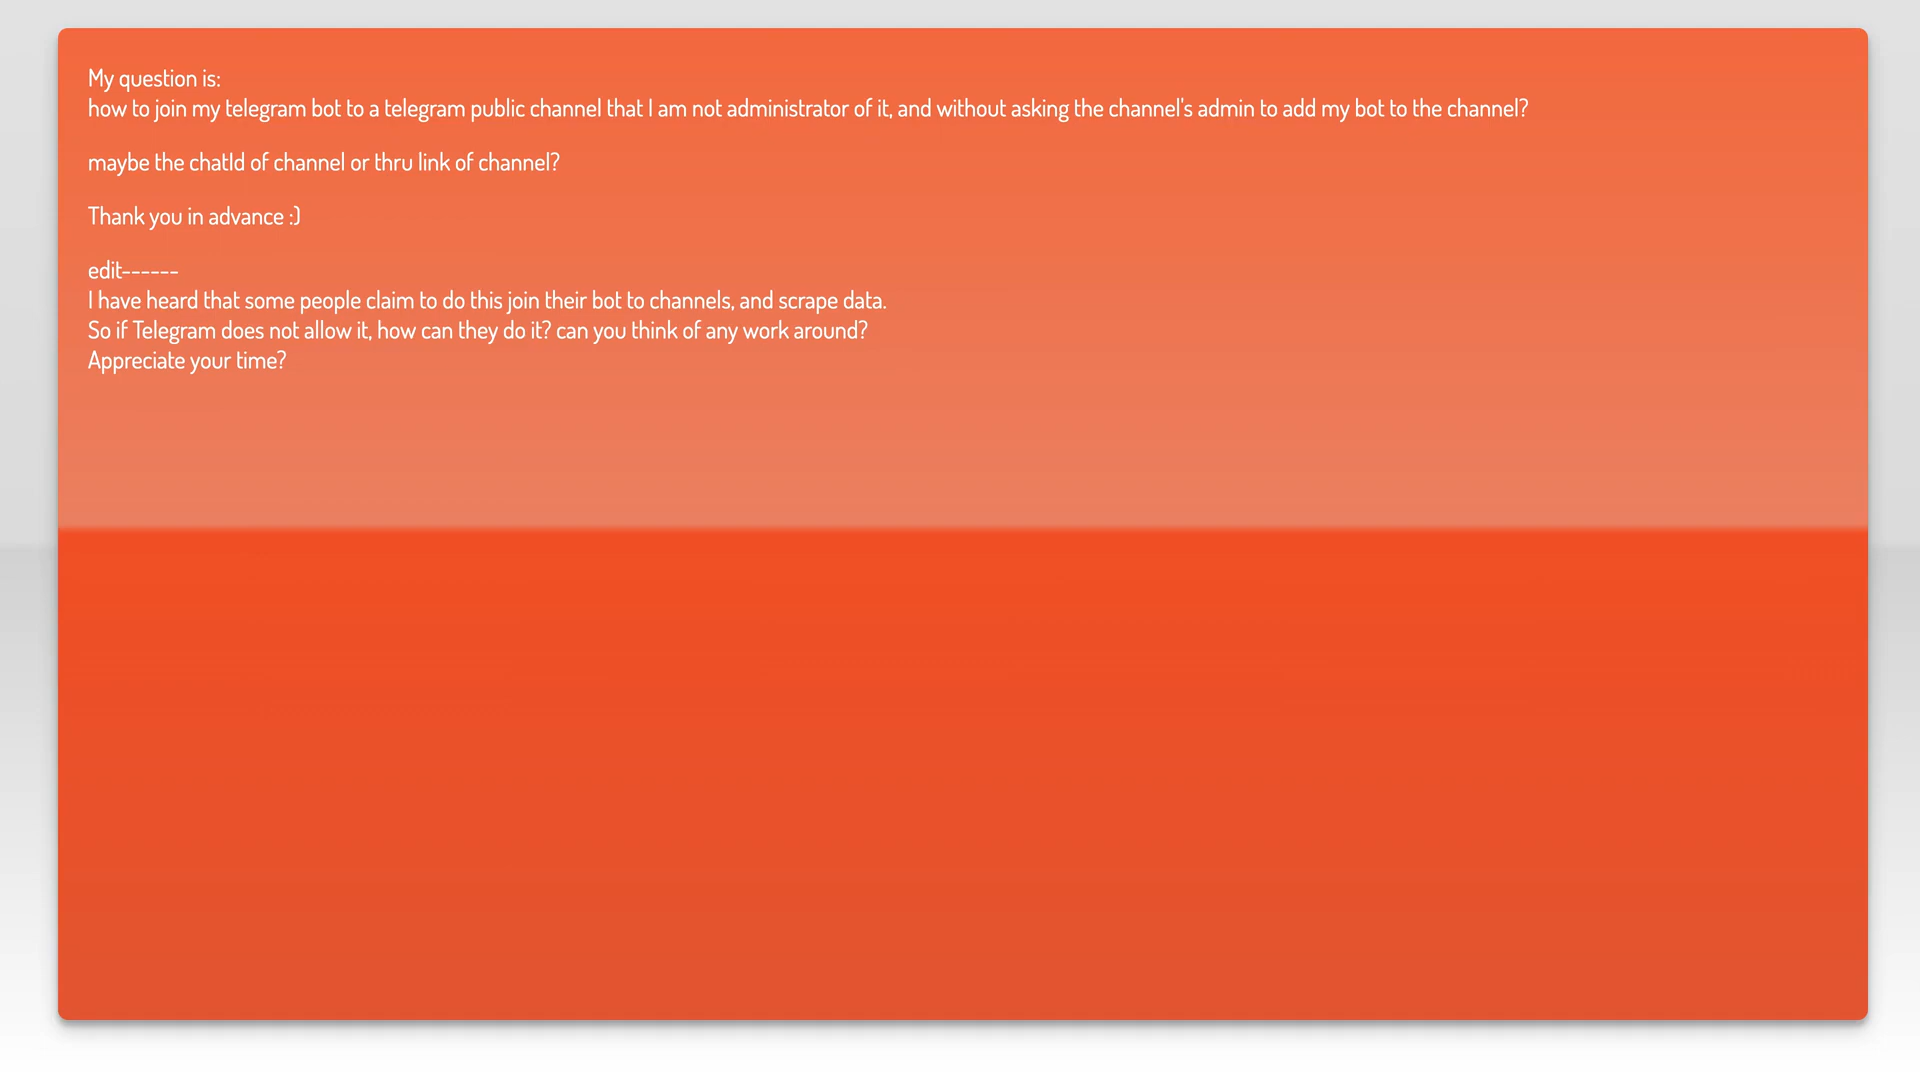 My question is:
how to join my telegram bot to a telegram public channel that I am not administrator of it, and without asking the channel's admin to add my bot to the channel?
maybe the chatId of channel or thru link of channel?
Thank you in advance :)
edit------
I have heard that some people claim to do this join their bot to channels, and scrape data.
So if Telegram does not allow it, how can they do it? can you think of any work around?
Appreciate your time?